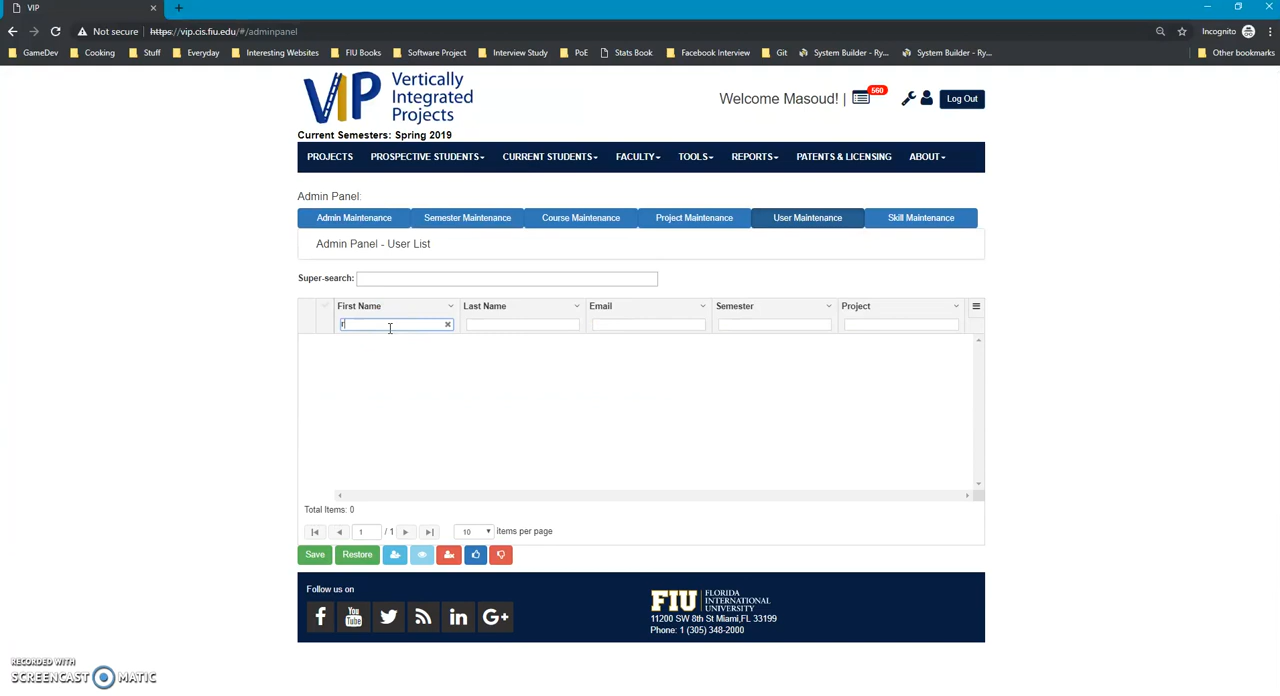 VIP
Not secure | https://vip.cis.fiu.edu/#/adminpanel
Incognito
GameDev Cooking Stuff Everyday Interesting Websites FIU Books Software Project Interview Study PoE Stats Book Facebook Interview Git System Builder - Ry... System Builder - Ry... Other bookmarks
VIP Vertically
Integrated
Projects
Welcome Masoud! | 560 Log Out
Current Semesters: Spring 2019
PROJECTS PROSPECTIVE STUDENTS CURRENT STUDENTS FACULTY TOOLS REPORTS PATENTS & LICENSING ABOUT
Admin Panel:
Admin Maintenance Semester Maintenance Course Maintenance Project Maintenance User Maintenance Skill Maintenance
Admin Panel - User List
Super-search:
First Name Last Name Email Semester Project
r
Total Items: 0
1 / 1 10 items per page
Save Restore
Follow us on
You Tube in G+
FIU FLORIDA
INTERNATIONAL
UNIVERSITY
11200 SW 8th St Miami,FL 33199
Phone: 1 (305) 348-2000
RECORDED WITH
SCREENCAST MATIC